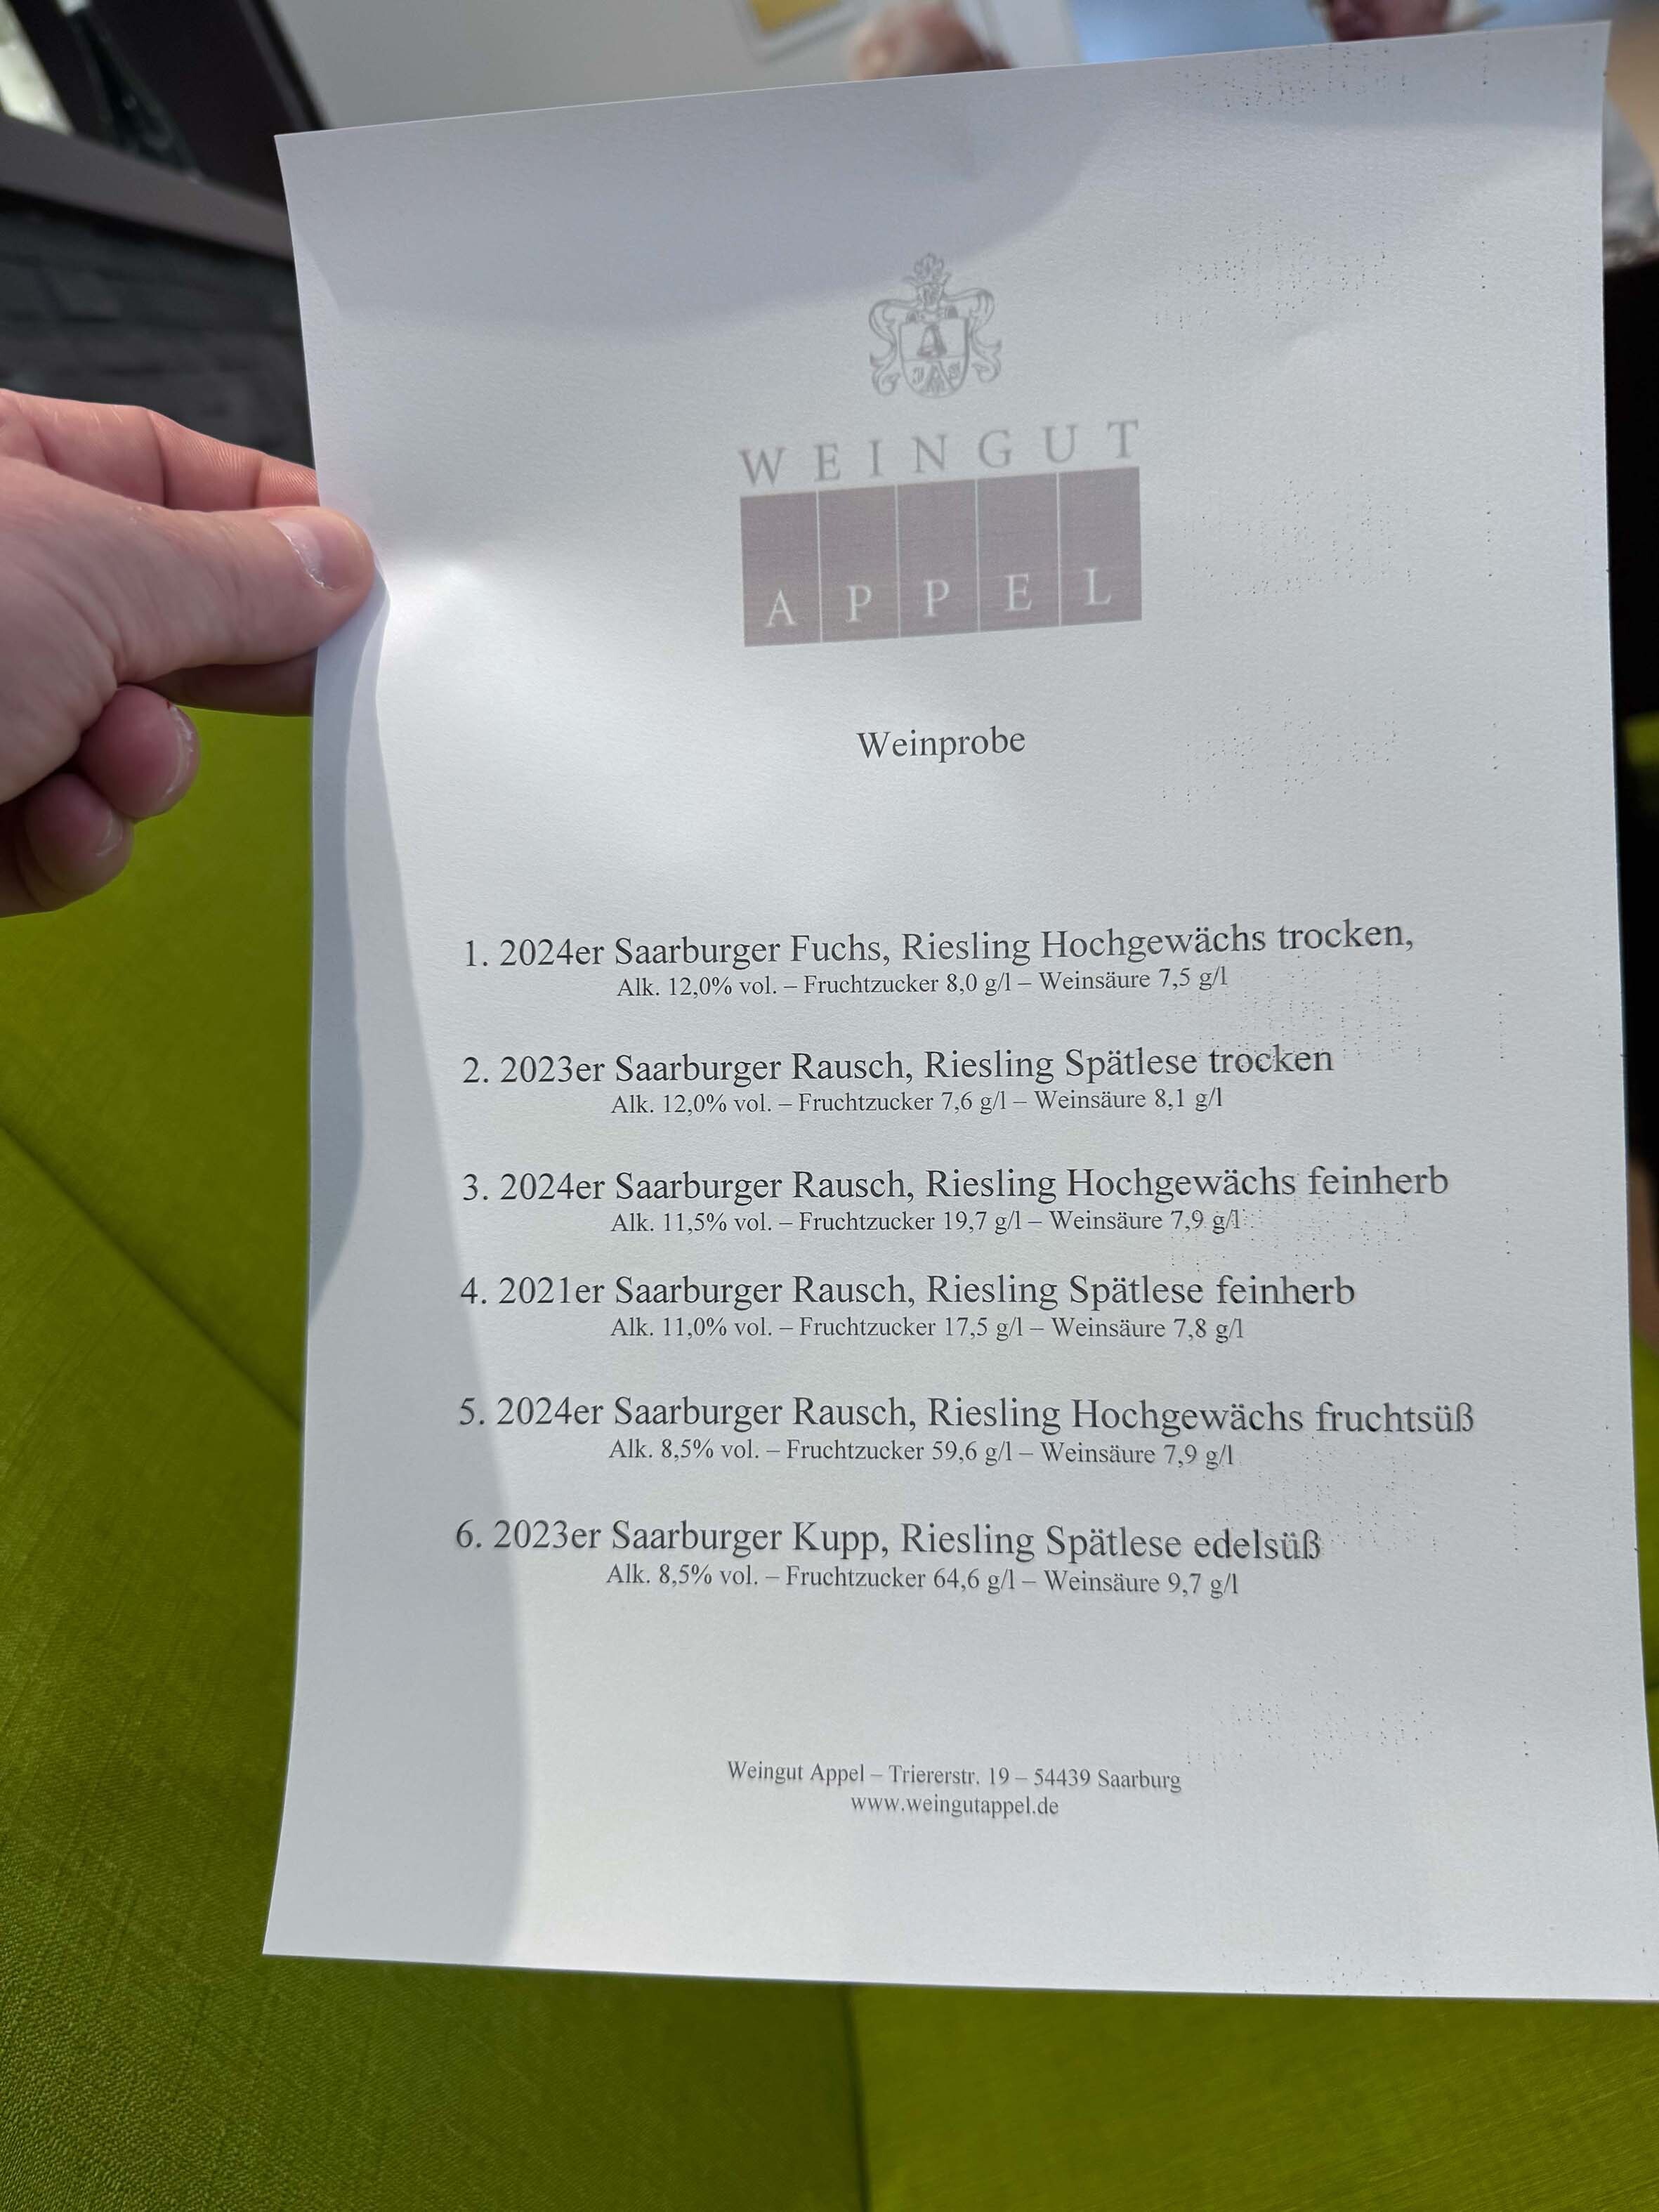 WEINGUT
APPEL
Weinprobe
1. 2024er Saarburger Fuchs, Riesling Hochgewächs trocken,
Alk. 12,0% vol. – Fruchtzucker 8,0 g/l – Weinsäure 7,5 g/l
2. 2023er Saarburger Rausch, Riesling Spätlese trocken
Alk. 12,0% vol. – Fruchtzucker 7,6 g/l – Weinsäure 8,1 g/l
3. 2024er Saarburger Rausch, Riesling Hochgewächs feinherb
Alk. 11,5% vol. – Fruchtzucker 19,7 g/l – Weinsäure 7,9 g/l
4. 2021er Saarburger Rausch, Riesling Spätlese feinherb
Alk. 11,0% vol. – Fruchtzucker 17,5 g/l – Weinsäure 7,8 g/l
5. 2024er Saarburger Rausch, Riesling Hochgewächs fruchtsüß
Alk. 8,5% vol. – Fruchtzucker 59,6 g/l – Weinsäure 7,9 g/l
6. 2023er Saarburger Kupp, Riesling Spätlese edelsüß
Alk. 8,5% vol. – Fruchtzucker 64,6 g/l – Weinsäure 9,7 g/l
Weingut Appel – Triererstr. 19 – 54439 Saarburg
www.weingutappel.de